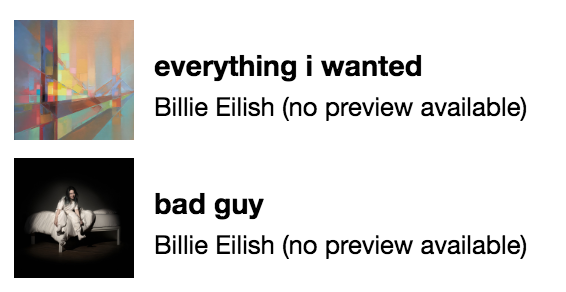 everything i wanted
Billie Eilish (no preview available)
bad guy
Billie Eilish (no preview available)